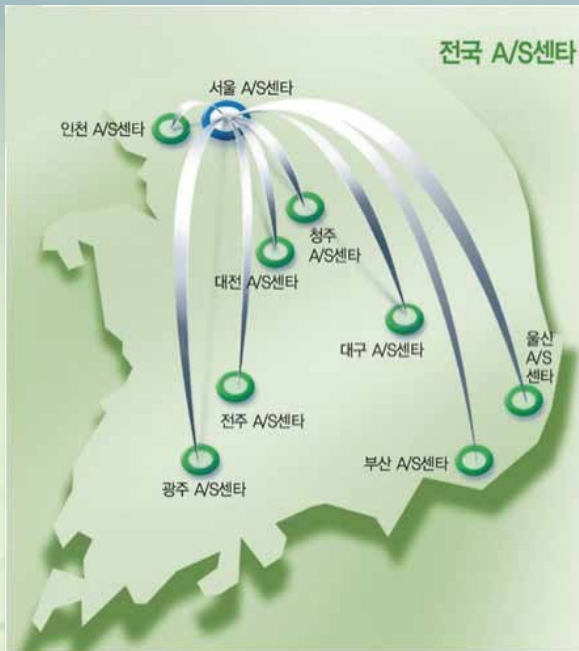 전국 A/S센타
서울 A/S센타
인천 A/S센타
청주
A/S센타
대전 A/S센타
대구 A/S센타
울산
A/S
센타
전주 A/S센타
부산 A/S센타
광주 A/S센타